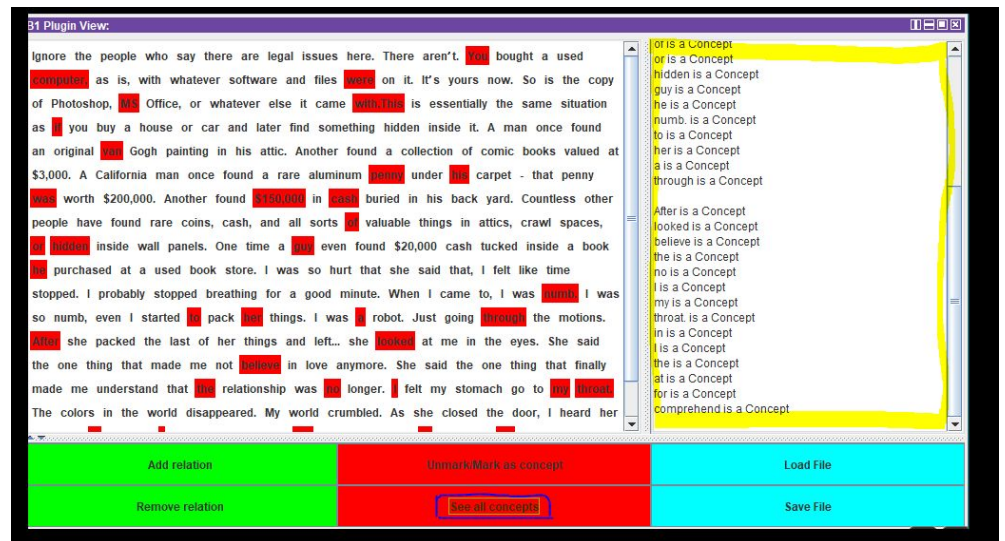 B1 Plugin View:
Ignore the people who say there are legal issues here. There aren't. You bought a used
computer, as is, with whatever software and files were on it. It's yours now. So is the copy
of Photoshop, MS Office, or whatever else it came with.This is essentially the same situation
as if you buy a house or car and later find something hidden inside it. A man once found
an original van Gogh painting in his attic. Another found a collection of comic books valued at
$3,000. A California man once found a rare aluminum penny under his carpet - that penny
was worth $200,000. Another found $150,000 in cash buried in his back yard. Countless other
people have found rare coins, cash, and all sorts of valuable things in attics, crawl spaces,
or hidden inside wall panels. One time a guy even found $20,000 cash tucked inside a book
he purchased at a used book store. I was so hurt that she said that, I felt like time
stopped. I probably stopped breathing for a good minute. When I came to, I was numb. I was
so numb, even I started to pack her things. I was a robot. Just going through the motions.
After she packed the last of her things and left... she looked at me in the eyes. She said
the one thing that made me not believe in love anymore. She said the one thing that finally
made me understand that the relationship was no longer. I felt my stomach go to my throat.
The colors in the world disappeared. My world crumbled. As she closed the door, I heard her
of is a Concept
or is a Concept
hidden is a Concept
guy is a Concept
he is a Concept
numb. is a Concept
to is a Concept
her is a Concept
a is a Concept
through is a Concept
After is a Concept
looked is a Concept
believe is a Concept
the is a Concept
no is a Concept
I is a Concept
my is a Concept
throat. is a Concept
in is a Concept
I is a Concept
the is a Concept
at is a Concept
for is a Concept
comprehend is a Concept
Add relation
Unmark/Mark as concept
Load File
Remove relation
See all concepts
Save File